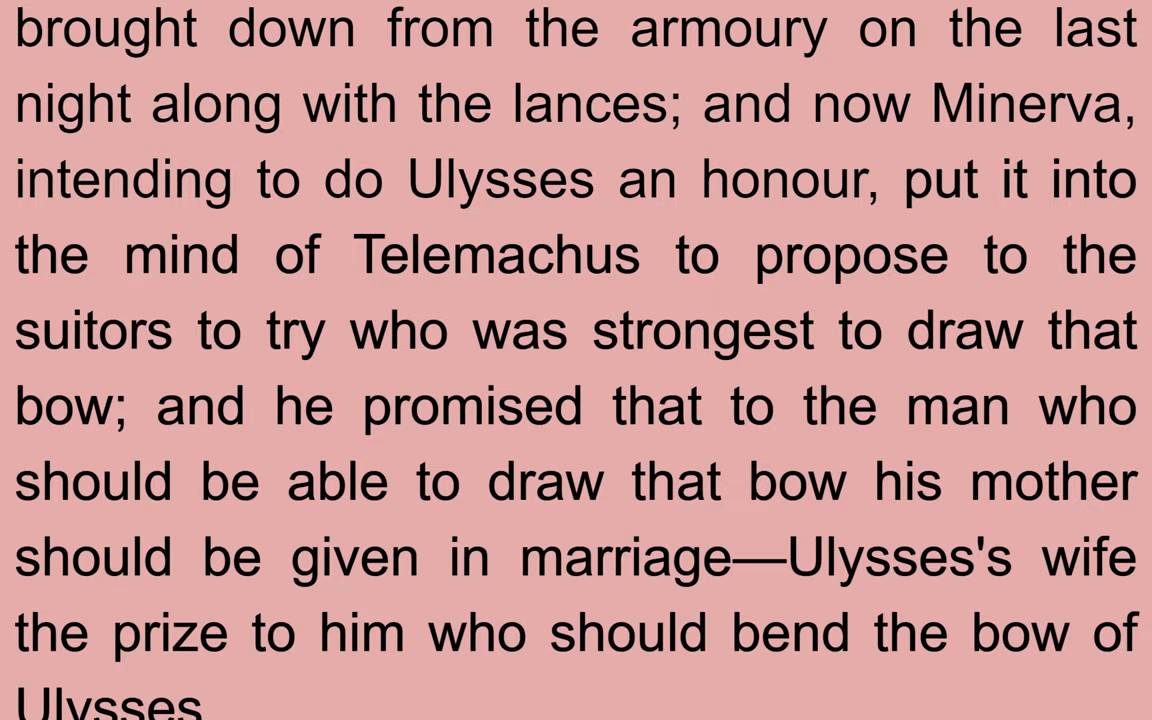 brought down from the armoury on the last
night along with the lances; and now Minerva,
intending to do Ulysses an honour, put it into
the mind of Telemachus to propose to the
suitors to try who was strongest to draw that
bow; and he promised that to the man who
should be able to draw that bow his mother
should be given in marriage—Ulysses's wife
the prize to him who should bend the bow of
Ulysses